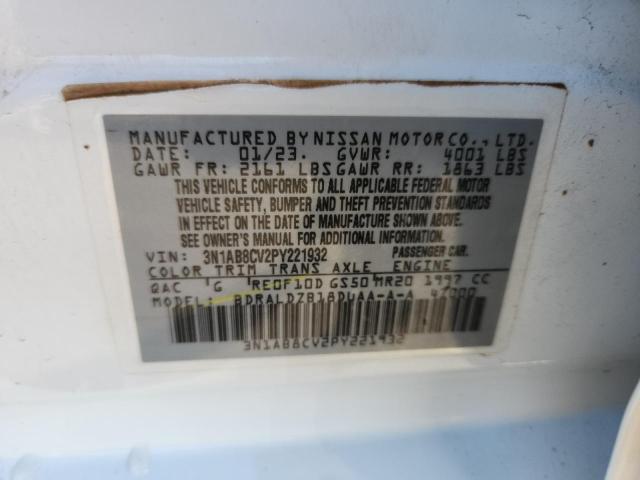 MANUFACTURED BY NISSAN MOTOR CO., LTD.
DATE: 01/23. GVWR: 4001 LBS
GAWR FR: 2161 LBS GAWR RR: 1863 LBS
THIS VEHICLE CONFORMS TO ALL APPLICABLE FEDERAL MOTOR
VEHICLE SAFETY, BUMPER AND THEFT PREVENTION STANDARDS
IN EFFECT ON THE DATE OF MANUFACTURE SHOWN ABOVE.
SEE OWNER'S MANUAL FOR ADDITIONAL INFORMATION.
VIN: 3N1AB8CV2PY221932 PASSENGER CAR.
COLOR TRIM TRANS AXLE ENGINE
QAC G RE0F10D GS50 MR20 1997 CC
MODEL: BDRALDZB18DUAA-A-A
3N1AB8CV2PY221932